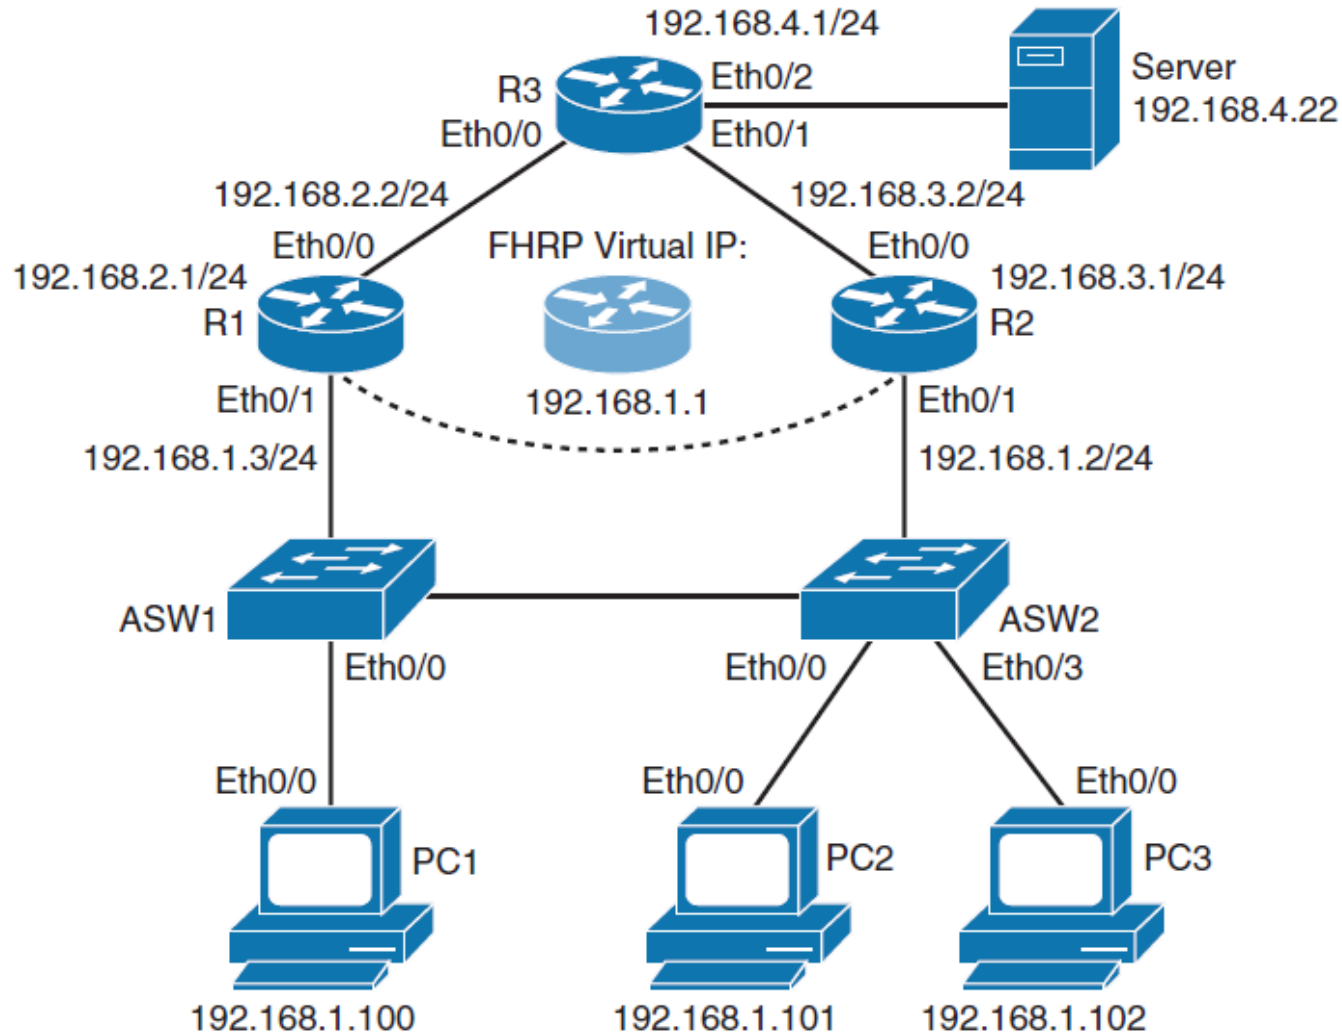 192.168.4.1/24
Server
192.168.4.22
R3
Eth0/2
Eth0/0
Eth0/1
192.168.2.2/24
192.168.3.2/24
Eth0/0
FHRP Virtual IP:
Eth0/0
192.168.2.1/24
192.168.3.1/24
R1
R2
Eth0/1
192.168.1.1
Eth0/1
192.168.1.3/24
192.168.1.2/24
ASW1
ASW2
Eth0/0
Eth0/0
Eth0/3
Eth0/0
Eth0/0
Eth0/0
PC1
PC2
PC3
192.168.1.100
192.168.1.101
192.168.1.102